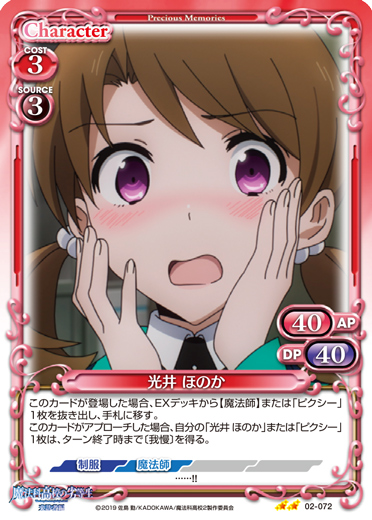 Precious Memories
Character
COST
3
SOURCE
3
40 AP
DP 40
光井 ほのか
このカードが登場した場合、EXデッキから【魔法師】または「ピクシー」
1枚を抜き出し、手札に移す。
このカードがアプローチした場合、自分の「光井 ほのか」または「ピクシー」
1枚は、ターン終了時まで〔我慢〕を得る。
制服 魔法師
……!!
魔法科高校の劣等生
来訪者編
©2019 佐島 勤/KADOKAWA/魔法科高校2製作委員会
02-072